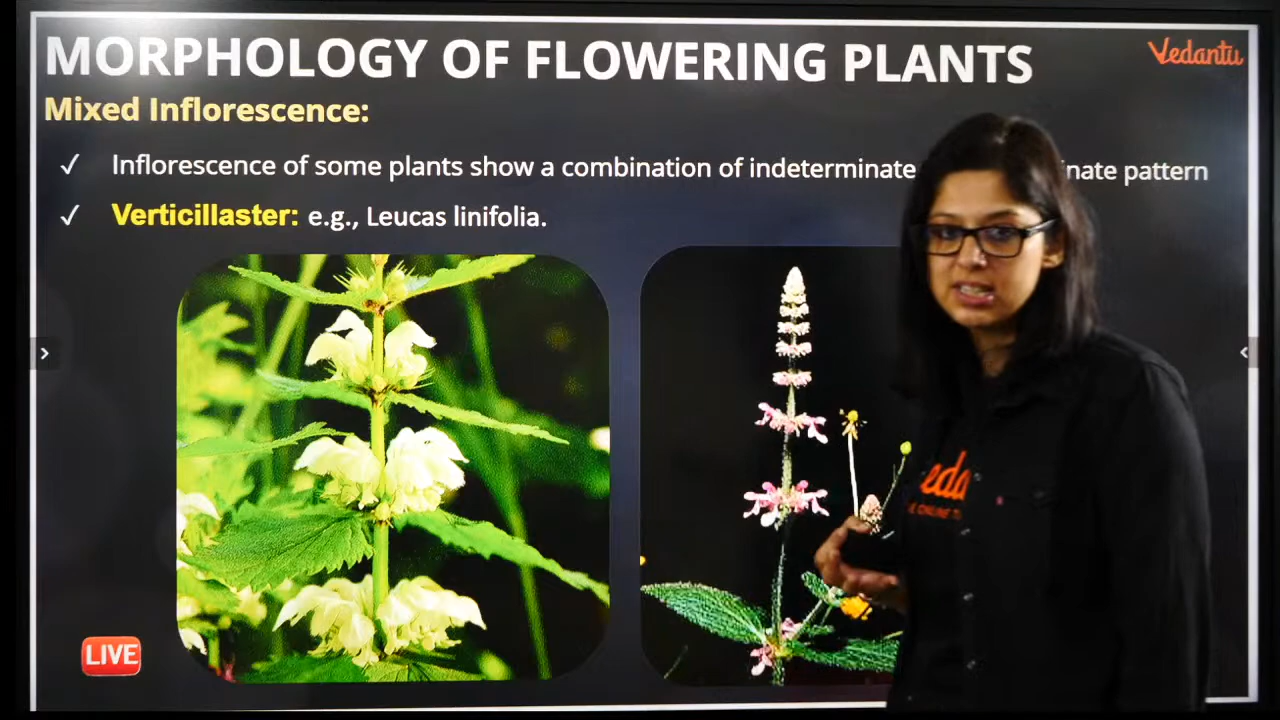 MORPHOLOGY OF FLOWERING PLANTS
Vedantu
Mixed Inflorescence:
✓ Inflorescence of some plants show a combination of indeterminate pattern
✓ Verticillaster: e.g., Leucas linifolia.
LIVE